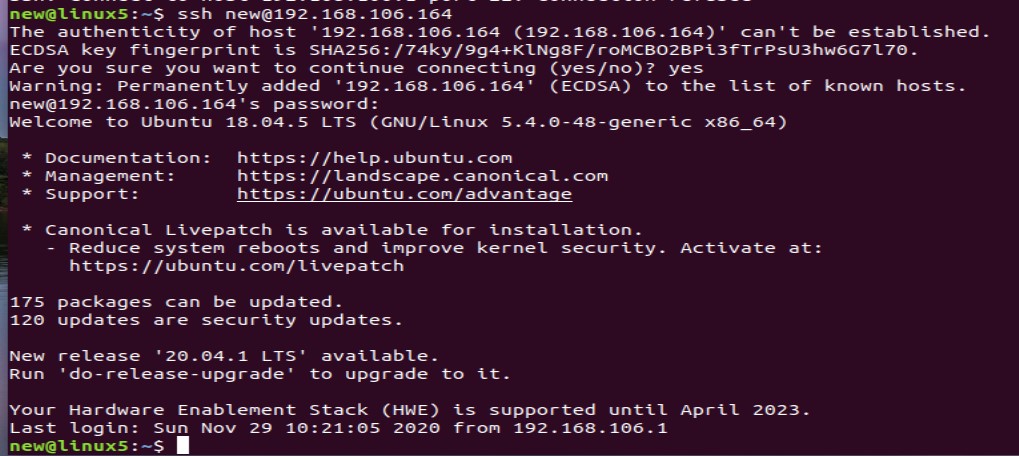 new@linux5:~$ ssh new@192.168.106.164
The authenticity of host '192.168.106.164 (192.168.106.164)' can't be established.
ECDSA key fingerprint is SHA256:/74ky/9g4+KlNg8F/roMCBO2BPi3fTrPsU3hw6G7l70.
Are you sure you want to continue connecting (yes/no)? yes
Warning: Permanently added '192.168.106.164' (ECDSA) to the list of known hosts.
new@192.168.106.164's password:
Welcome to Ubuntu 18.04.5 LTS (GNU/Linux 5.4.0-48-generic x86_64)
* Documentation:  https://help.ubuntu.com
* Management:     https://landscape.canonical.com
* Support:        https://ubuntu.com/advantage
* Canonical Livepatch is available for installation.
- Reduce system reboots and improve kernel security. Activate at:
https://ubuntu.com/livepatch
175 packages can be updated.
120 updates are security updates.
New release '20.04.1 LTS' available.
Run 'do-release-upgrade' to upgrade to it.
Your Hardware Enablement Stack (HWE) is supported until April 2023.
Last login: Sun Nov 29 10:21:05 2020 from 192.168.106.1
new@linux5:~$